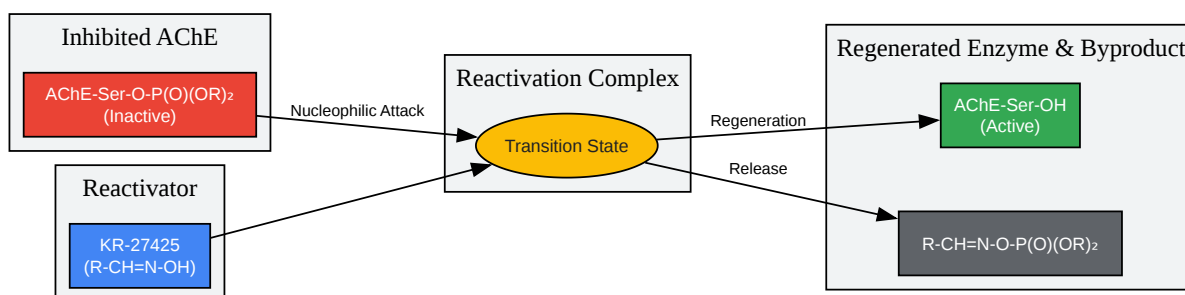 Inhibited AChE
AChE-Ser-O-P(O)(OR)₂
(Inactive)
Nucleophilic Attack
Reactivator
KR-27425
(R-CH=N-OH)
Reactivation Complex
Transition State
Regeneration
Release
Regenerated Enzyme & Byproduct
AChE-Ser-OH
(Active)
R-CH=N-O-P(O)(OR)₂